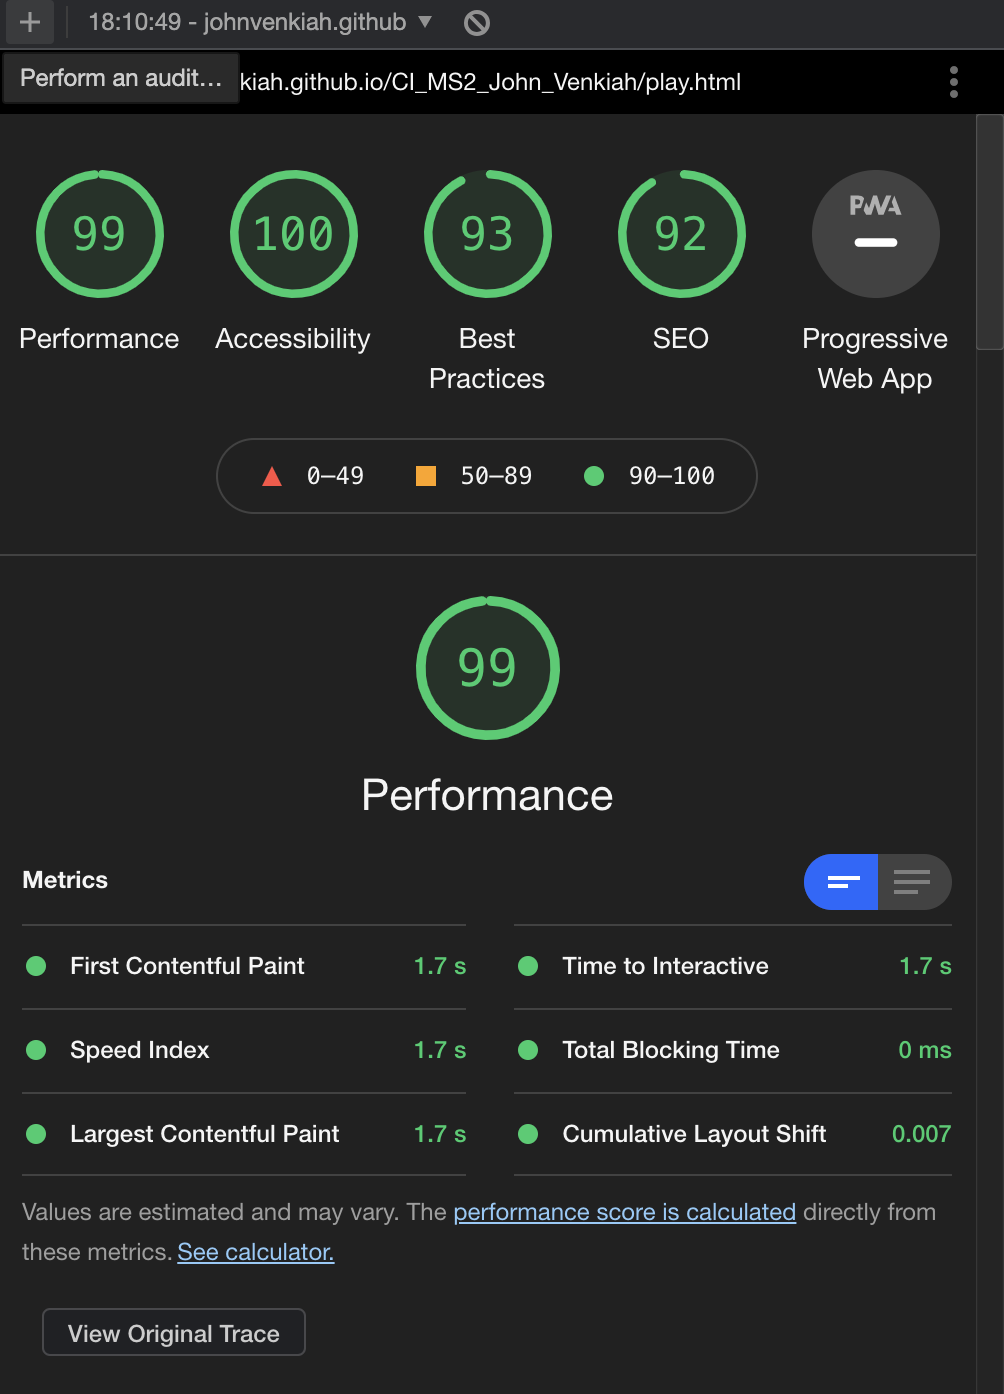 18:10:49 - johnvenkiah.github
Perform an audit... kiah.github.io/CI_MS2_John_Venkiah/play.html
99 100 93 92 PWA
Performance Accessibility Best Practices SEO Progressive Web App
0–49 50–89 90–100
99
Performance
Metrics
First Contentful Paint 1.7 s Time to Interactive 1.7 s
Speed Index 1.7 s Total Blocking Time 0 ms
Largest Contentful Paint 1.7 s Cumulative Layout Shift 0.007
Values are estimated and may vary. The performance score is calculated directly from
these metrics. See calculator.
View Original Trace